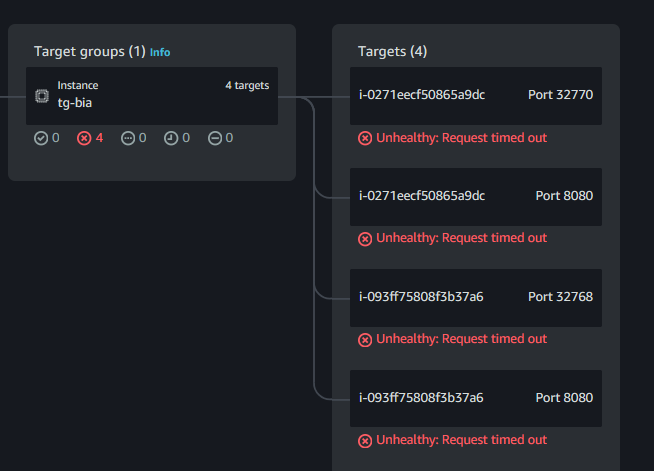 Target groups (1) Info
Instance
4 targets
tg-bia
0 4 0 0 0
Targets (4)
i-0271eecf50865a9dc Port 32770
Unhealthy: Request timed out
i-0271eecf50865a9dc Port 8080
Unhealthy: Request timed out
i-093ff75808f3b37a6 Port 32768
Unhealthy: Request timed out
i-093ff75808f3b37a6 Port 8080
Unhealthy: Request timed out